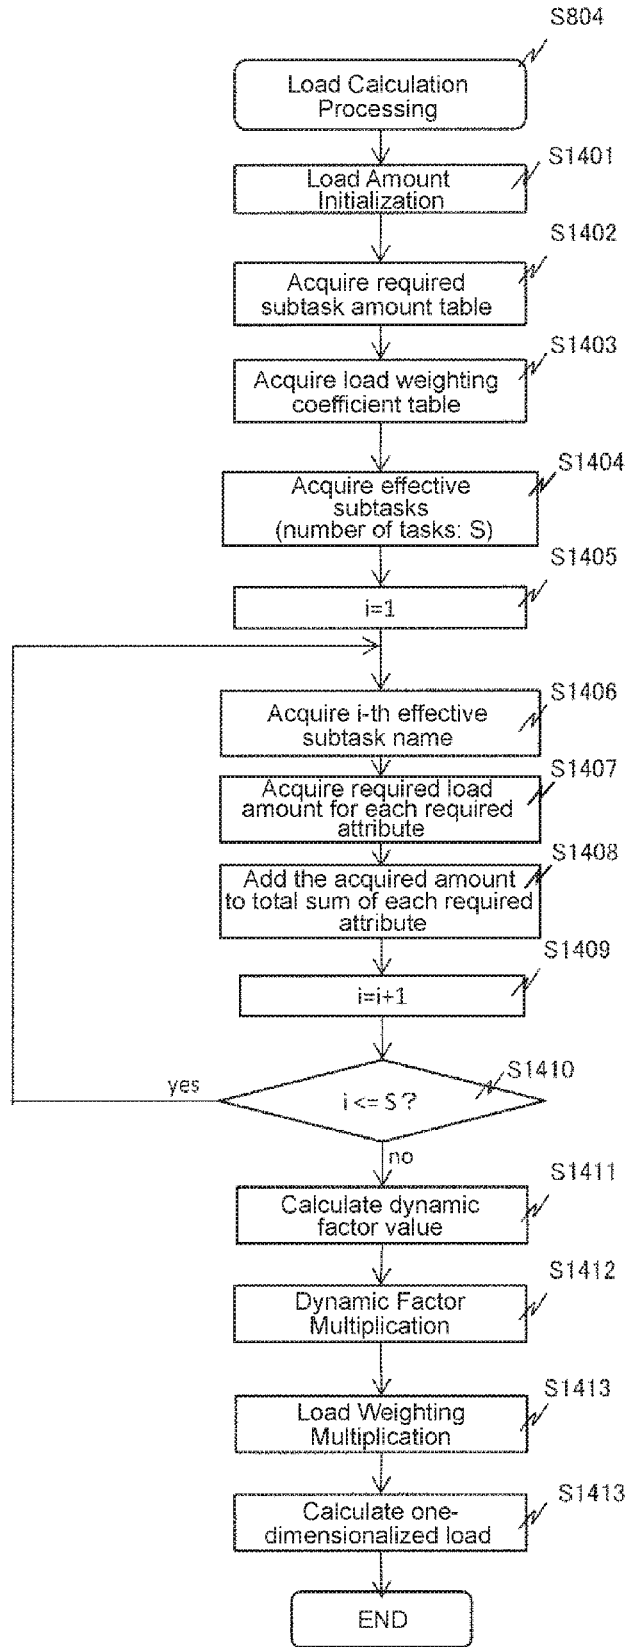 S804
Load Calculation
Processing
S1401
Load Amount
Initialization
S1402
Acquire required
subtask amount table
S1403
Acquire load weighting
coefficient table
S1404
Acquire effective
subtasks
(number of tasks: S)
S1405
i=1
S1406
Acquire i-th effective
subtask name
S1407
Acquire required load
amount for each required
attribute
S1408
Add the acquired amount
to total sum of each required
attribute
S1409
i=i+1
S1410
yes
i <= S ?
no
S1411
Calculate dynamic
factor value
S1412
Dynamic Factor
Multiplication
S1413
Load Weighting
Multiplication
S1413
Calculate one-
dimensionalized load
END